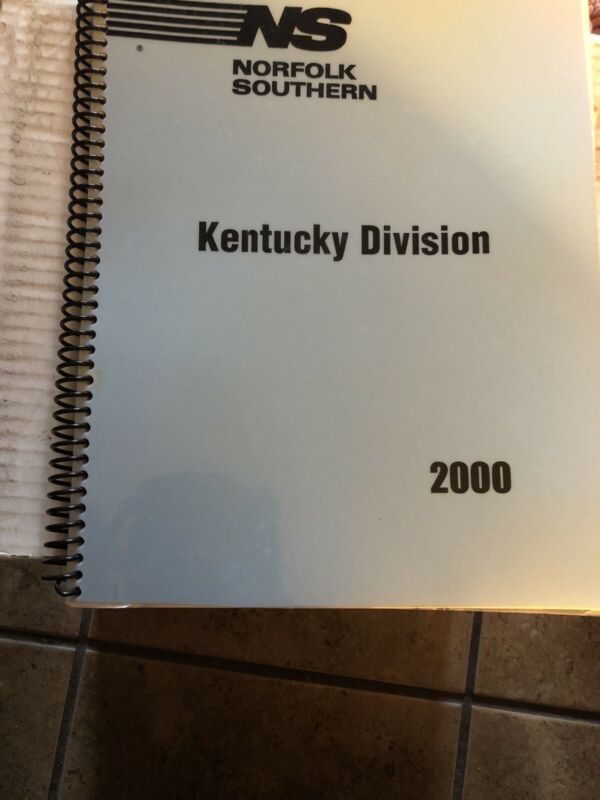 NS
®
NORFOLK
SOUTHERN
Kentucky Division
2000